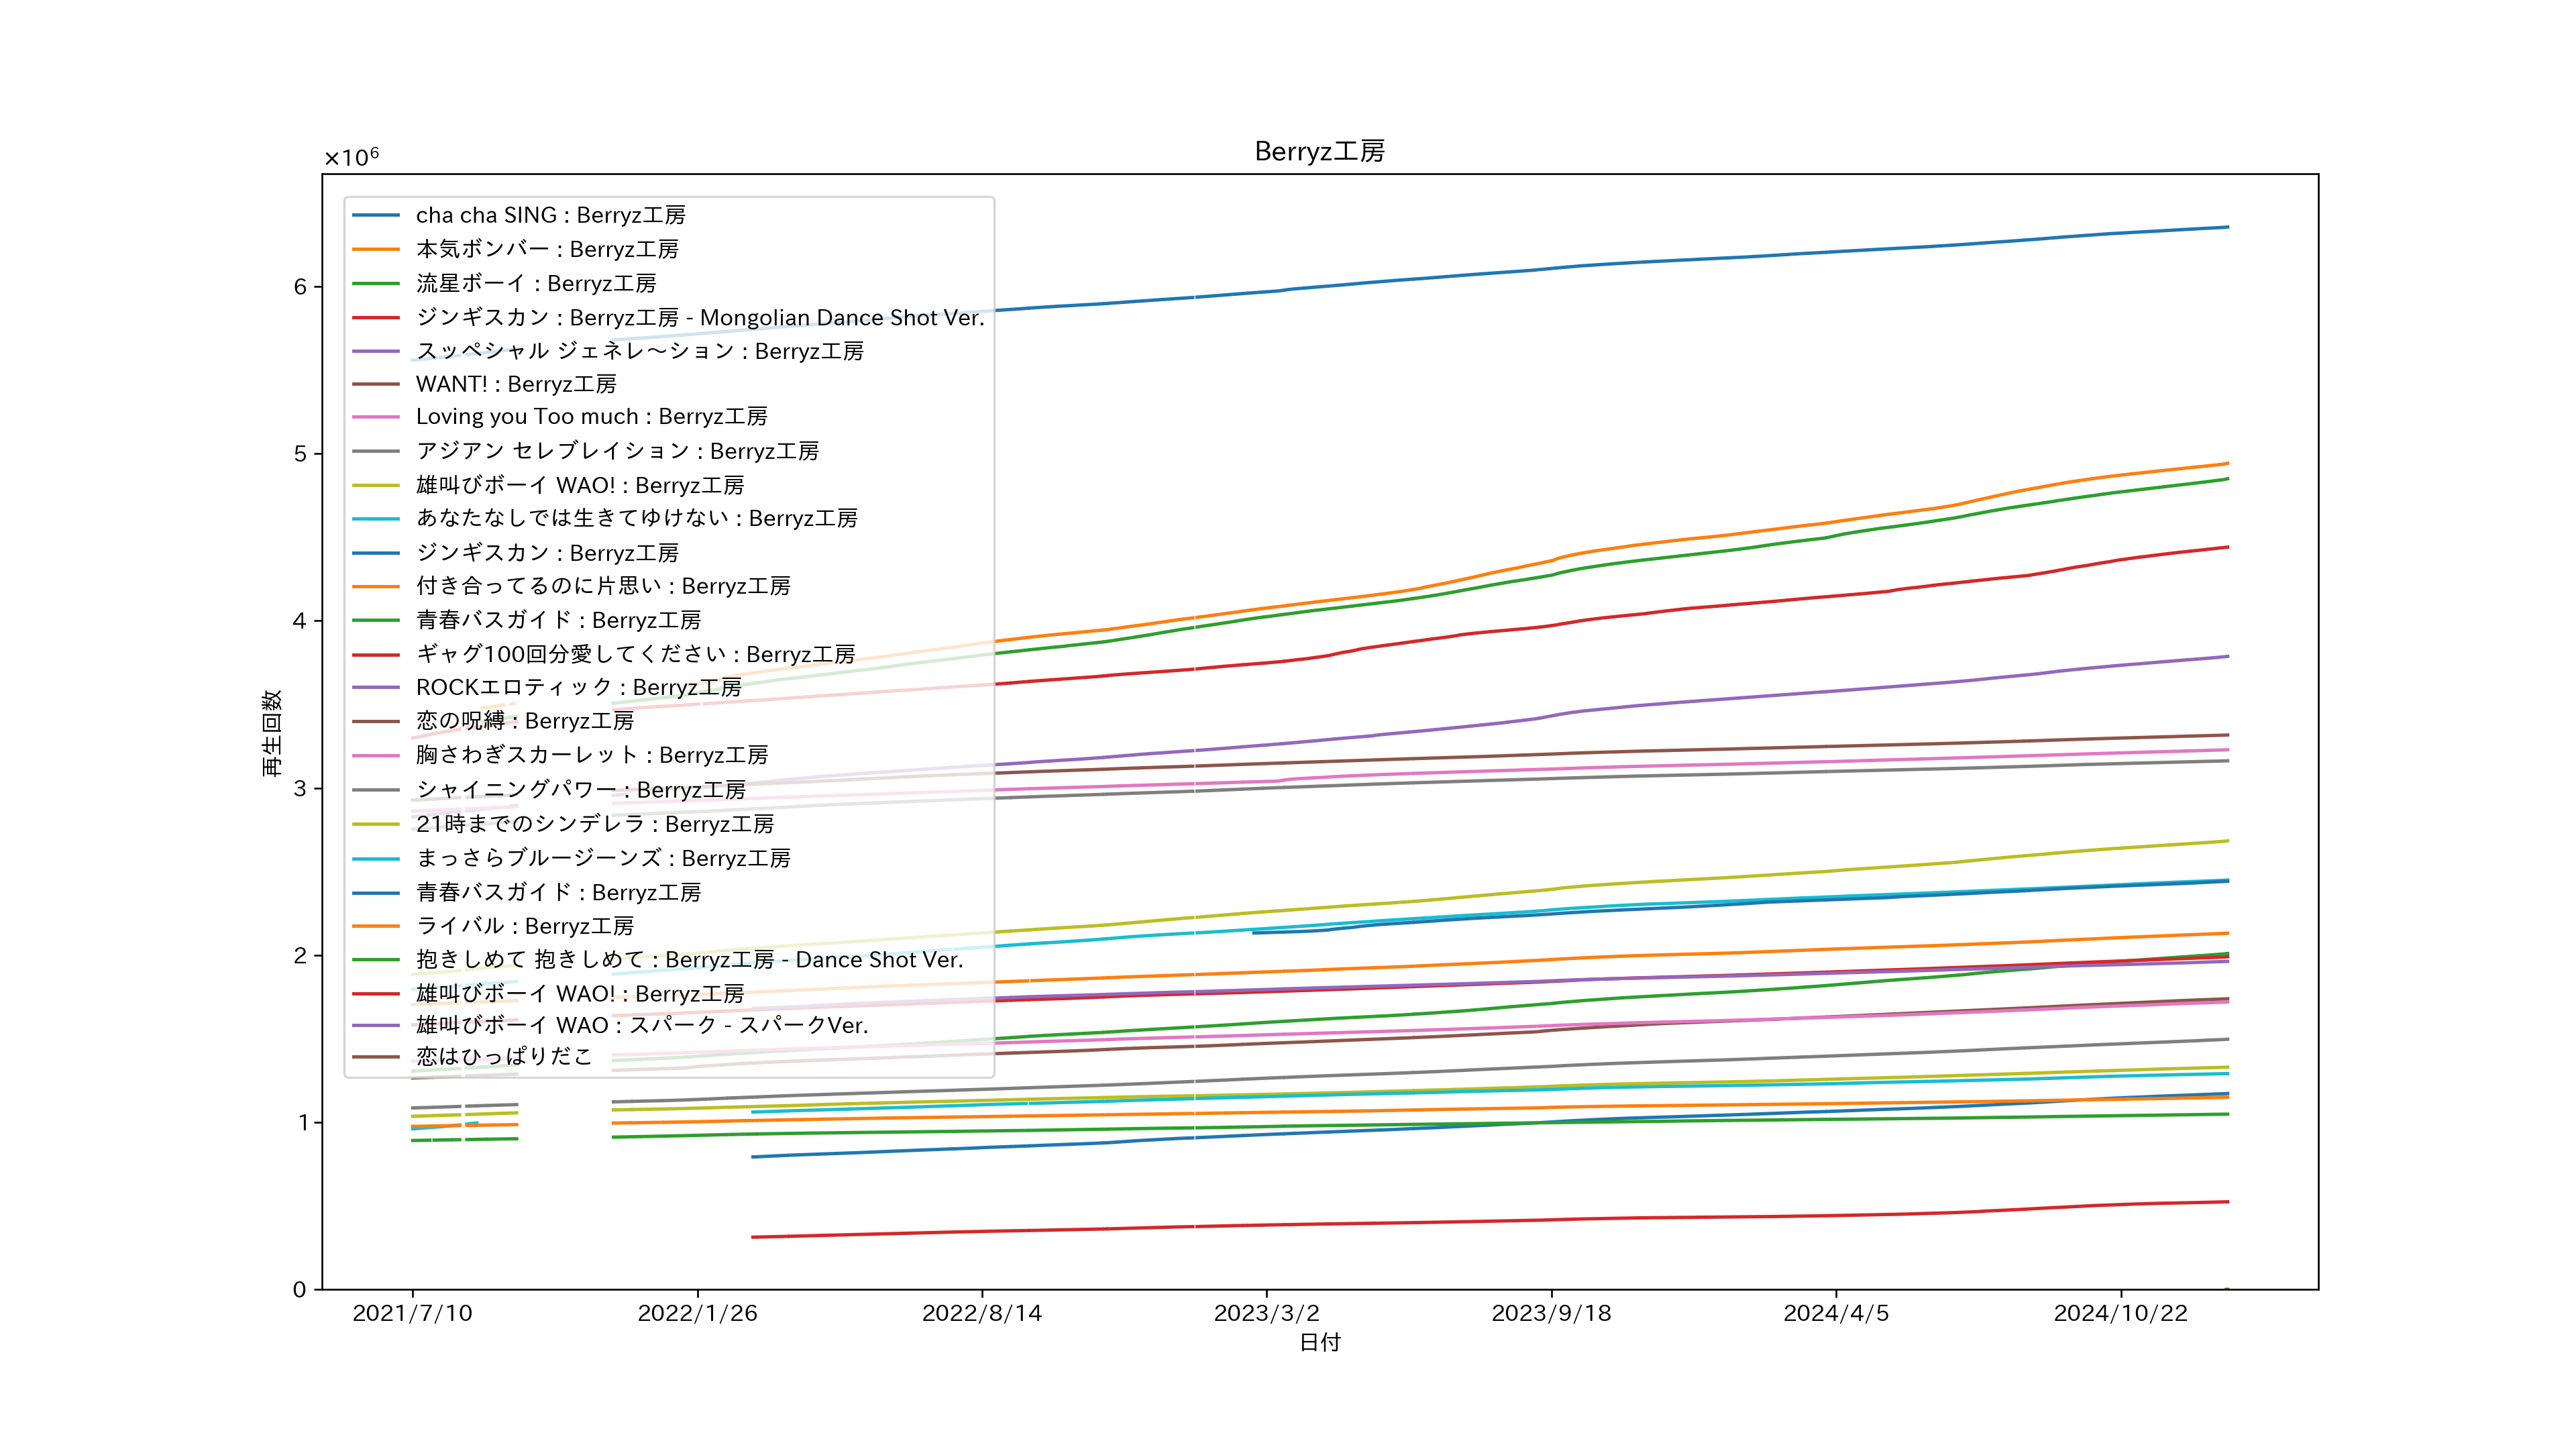 Berryz工房
×10⁶
cha cha SING : Berryz工房
本気ボンバー : Berryz工房
流星ボーイ : Berryz工房
ジンギスカン : Berryz工房 - Mongolian Dance Shot Ver.
スッペシャル ジェネレ～ション : Berryz工房
WANT! : Berryz工房
Loving you Too much : Berryz工房
アジアン セレブレイション : Berryz工房
雄叫びボーイ WAO! : Berryz工房
あなたなしでは生きてゆけない : Berryz工房
ジンギスカン : Berryz工房
付き合ってるのに片思い : Berryz工房
青春バスガイド : Berryz工房
ギャグ100回分愛してください : Berryz工房
ROCKエロティック : Berryz工房
恋の呪縛 : Berryz工房
胸さわぎスカーレット : Berryz工房
シャイニングパワー : Berryz工房
21時までのシンデレラ : Berryz工房
まっさらブルージーンズ : Berryz工房
青春バスガイド : Berryz工房
ライバル : Berryz工房
抱きしめて 抱きしめて : Berryz工房 - Dance Shot Ver.
雄叫びボーイ WAO! : Berryz工房
雄叫びボーイ WAO : スパーク - スパークVer.
恋はひっぱりだこ
6
5
4
3
2
1
0
再生回数
2021/7/10
2022/1/26
2022/8/14
2023/3/2
2023/9/18
2024/4/5
2024/10/22
日付